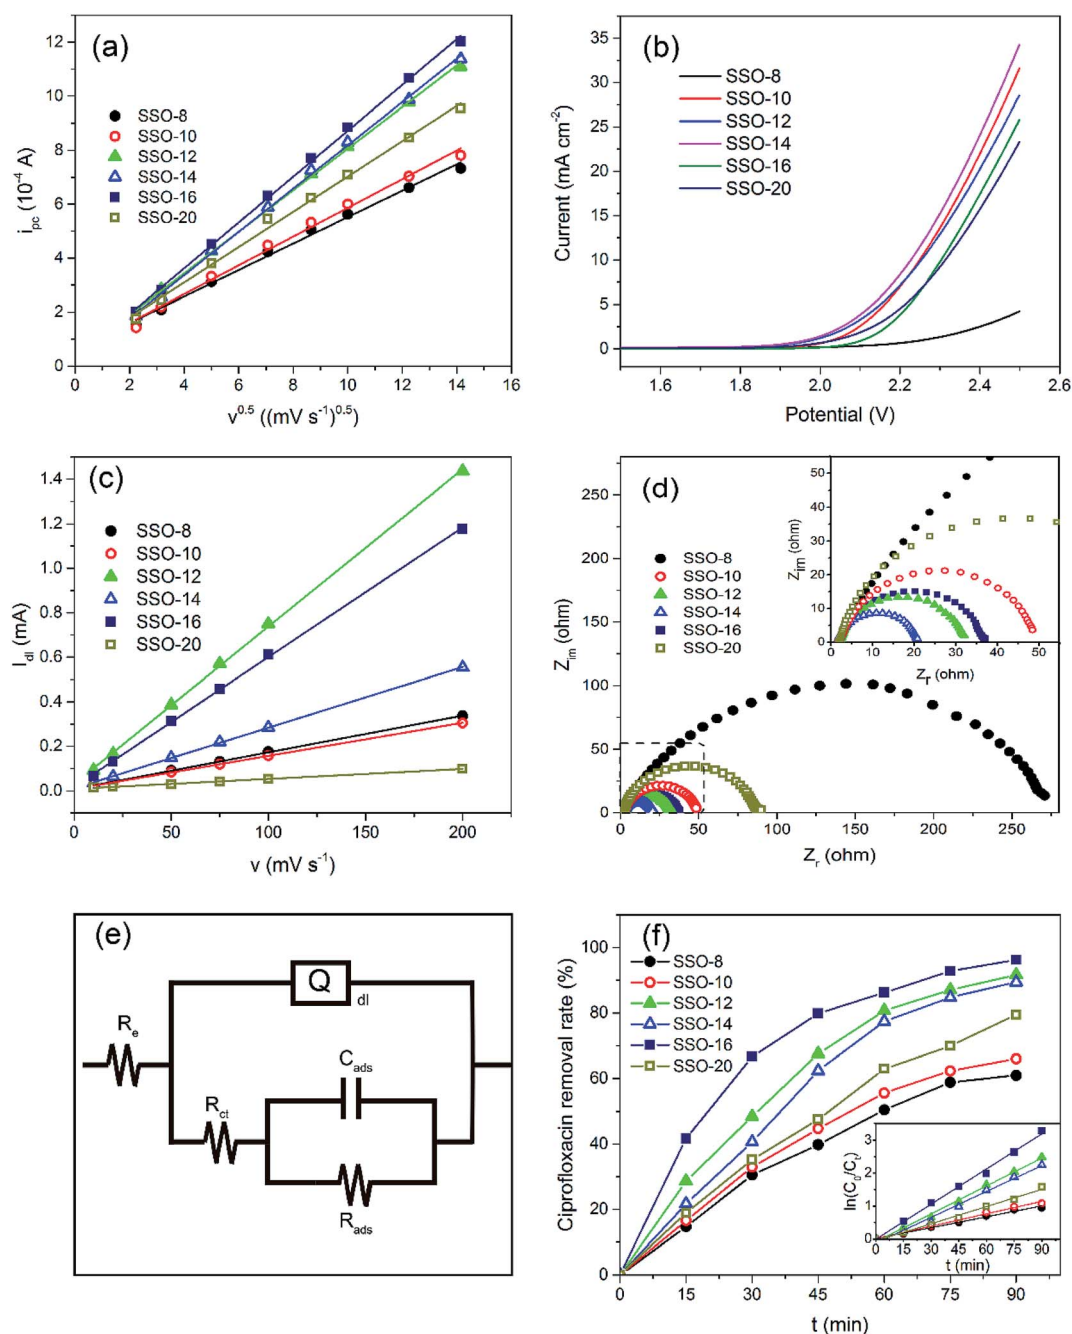 (a)
12
10
8
6
4
2
0
i_pc (10^-4 A)
SSO-8
SSO-10
SSO-12
SSO-14
SSO-16
SSO-20
0 2 4 6 8 10 12 14 16
v^0.5 ((mV s^-1)^0.5)
(b)
35
30
25
20
15
10
5
0
Current (mA cm^-2)
SSO-8
SSO-10
SSO-12
SSO-14
SSO-16
SSO-20
1.6 1.8 2.0 2.2 2.4 2.6
Potential (V)
(c)
1.4
1.2
1.0
0.8
0.6
0.4
0.2
0.0
I_dl (mA)
SSO-8
SSO-10
SSO-12
SSO-14
SSO-16
SSO-20
0 50 100 150 200
v (mV s^-1)
(d)
250
200
150
100
50
0
Z_im (ohm)
SSO-8
SSO-10
SSO-12
SSO-14
SSO-16
SSO-20
0 50 100 150 200 250
Z_r (ohm)
50
40
30
20
10
0
Z_im (ohm)
0 10 20 30 40 50
Z_r (ohm)
(e)
Q
dl
R_e
C_ads
R_ct
R_ads
(f)
100
80
60
40
20
0
Ciprofloxacin removal rate (%)
SSO-8
SSO-10
SSO-12
SSO-14
SSO-16
SSO-20
0 15 30 45 60 75 90
t (min)
3
2
1
0
ln(C_0/C_t)
0 15 30 45 60 75 90
t (min)